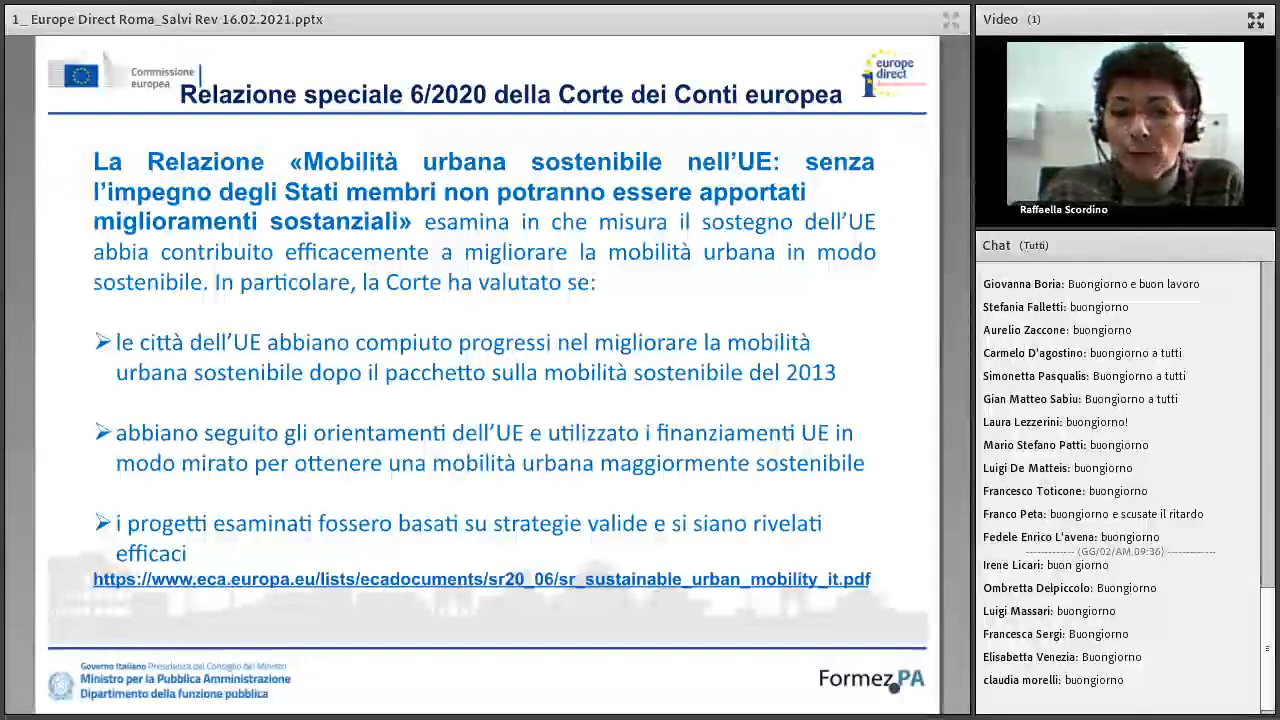 1_ Europe Direct Roma_Salvi Rev 16.02.2021.pptx
Commissione
europea
europe
direct
Relazione speciale 6/2020 della Corte dei Conti europea
La Relazione «Mobilità urbana sostenibile nell'UE: senza
l'impegno degli Stati membri non potranno essere apportati
miglioramenti sostanziali» esamina in che misura il sostegno dell'UE
abbia contribuito efficacemente a migliorare la mobilità urbana in modo
sostenibile. In particolare, la Corte ha valutato se:
le città dell'UE abbiano compiuto progressi nel migliorare la mobilità
urbana sostenibile dopo il pacchetto sulla mobilità sostenibile del 2013
abbiano seguito gli orientamenti dell'UE e utilizzato i finanziamenti UE in
modo mirato per ottenere una mobilità urbana maggiormente sostenibile
i progetti esaminati fossero basati su strategie valide e si siano rivelati
efficaci
https://www.eca.europa.eu/lists/ecadocuments/sr20_06/sr_sustainable_urban_mobility_it.pdf
Governo Italiano Presidenza del Consiglio dei Ministri
Ministro per la Pubblica Amministrazione
Dipartimento della funzione pubblica
Formez PA
Video (1)
Raffaella Scordino
Chat (Tutti)
Giovanna Boria: Buongiorno e buon lavoro
Stefania Falletti: buongiorno
Aurelio Zaccone: buongiorno
Carmelo D'agostino: buongiorno a tutti
Simonetta Pasqualis: Buongiorno a tutti
Gian Matteo Sabiu: Buongiorno a tutti
Laura Lezzerini: buongiorno!
Mario Stefano Patti: buongiorno
Luigi De Matteis: buongiorno
Francesco Toticone: buongiorno
Franco Peta: buongiorno e scusate il ritardo
Fedele Enrico L'avena: buongiorno
------------ (GG/02/AM 09:36) ------------
Irene Licari: buon giorno
Ombretta Delpiccolo: Buongiorno
Luigi Massari: buongiorno
Francesca Sergi: Buongiorno
Elisabetta Venezia: Buongiorno
claudia morelli: buongiorno